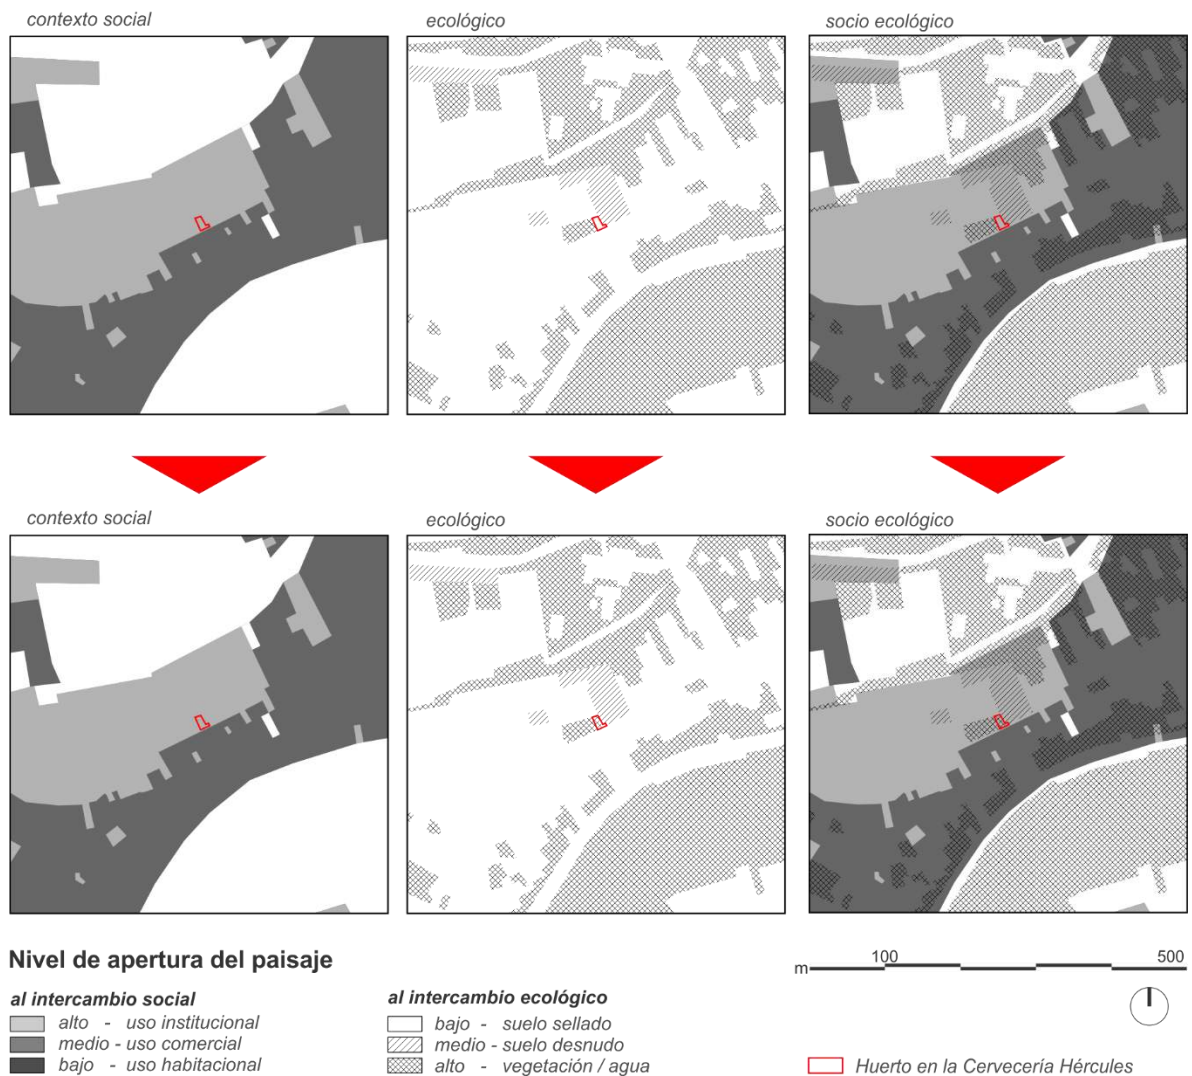 contexto social
ecológico
socio ecológico
contexto social
ecológico
socio ecológico
Nivel de apertura del paisaje
m 100 500
al intercambio social
alto - uso institucional
medio - uso comercial
bajo - uso habitacional
al intercambio ecológico
bajo - suelo sellado
medio - suelo desnudo
alto - vegetación / agua
Huerto en la Cervecería Hércules